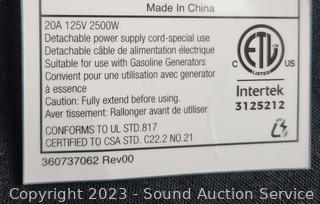 Made In China
20A 125V 2500W
Detachable power supply cord-special use
Detachable câble de alimentation électrique
Suitable for use with Gasoline Generators
Convient pour une utilisation avec generator
à essence
Caution: Fully extend before using.
Aver tissement: Rallonger avant de utiliser
CONFORMS TO UL STD.817
CERTIFIED TO CSA STD. C22.2 NO.21
ETL
LISTED
C US
Intertek
3125212
360737062 Rev00
Copyright 2023 - Sound Auction Service